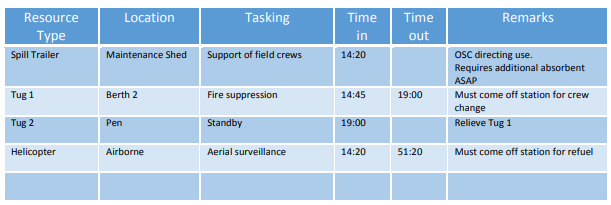 Resource Type Location Tasking Time in Time out Remarks
Spill Trailer Maintenance Shed Support of field crews 14:20 OSC directing use.
Requires additional absorbent
ASAP
Tug 1 Berth 2 Fire suppression 14:45 19:00 Must come off station for crew
change
Tug 2 Pen Standby 19:00 Relieve Tug 1
Helicopter Airborne Aerial surveillance 14:20 51:20 Must come off station for refuel